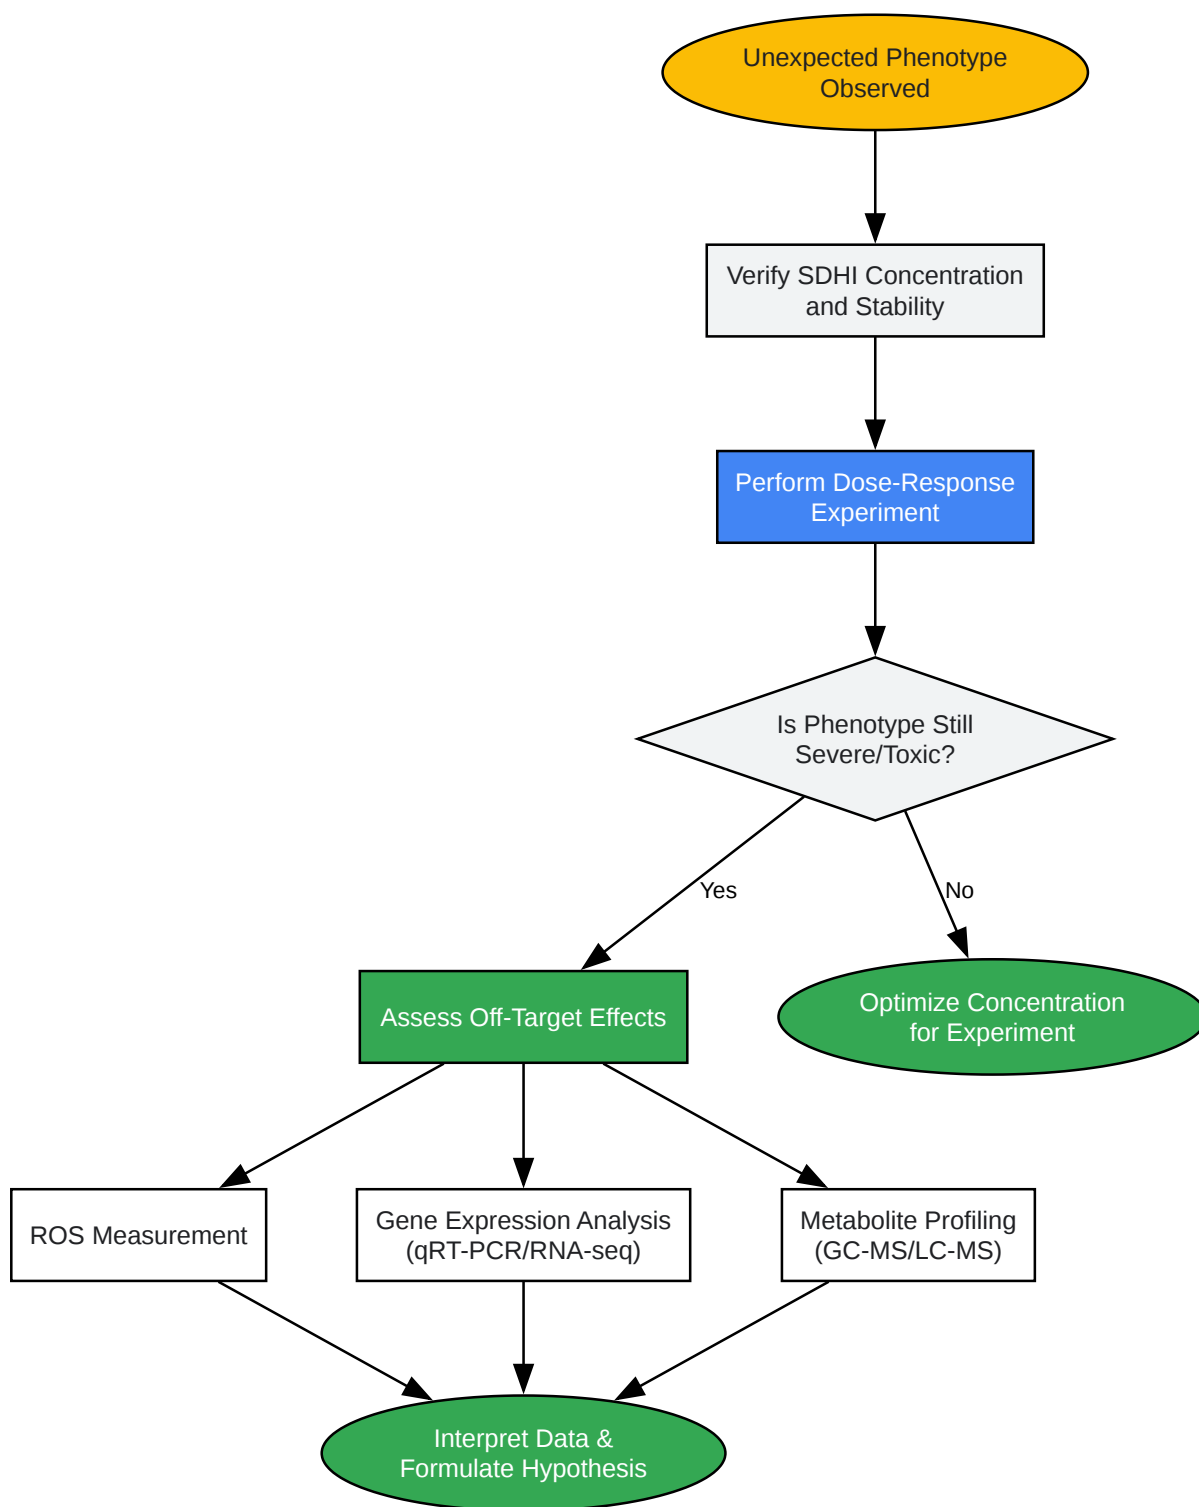 Unexpected Phenotype
Observed
Verify SDHI Concentration
and Stability
Perform Dose-Response
Experiment
Is Phenotype Still
Severe/Toxic?
Yes
No
Assess Off-Target Effects
Optimize Concentration
for Experiment
ROS Measurement
Gene Expression Analysis
(qRT-PCR/RNA-seq)
Metabolite Profiling
(GC-MS/LC-MS)
Interpret Data &
Formulate Hypothesis